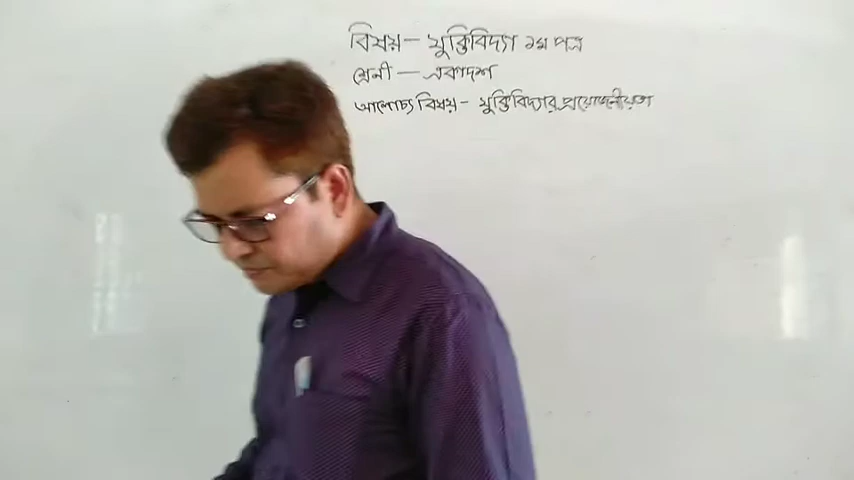 বিষয় - যুক্তিবিদ্যা ১ম পত্র
শ্রেনী - একাদশ
আলোচ্য বিষয় - যুক্তিবিদ্যার প্রয়োজনীয়তা